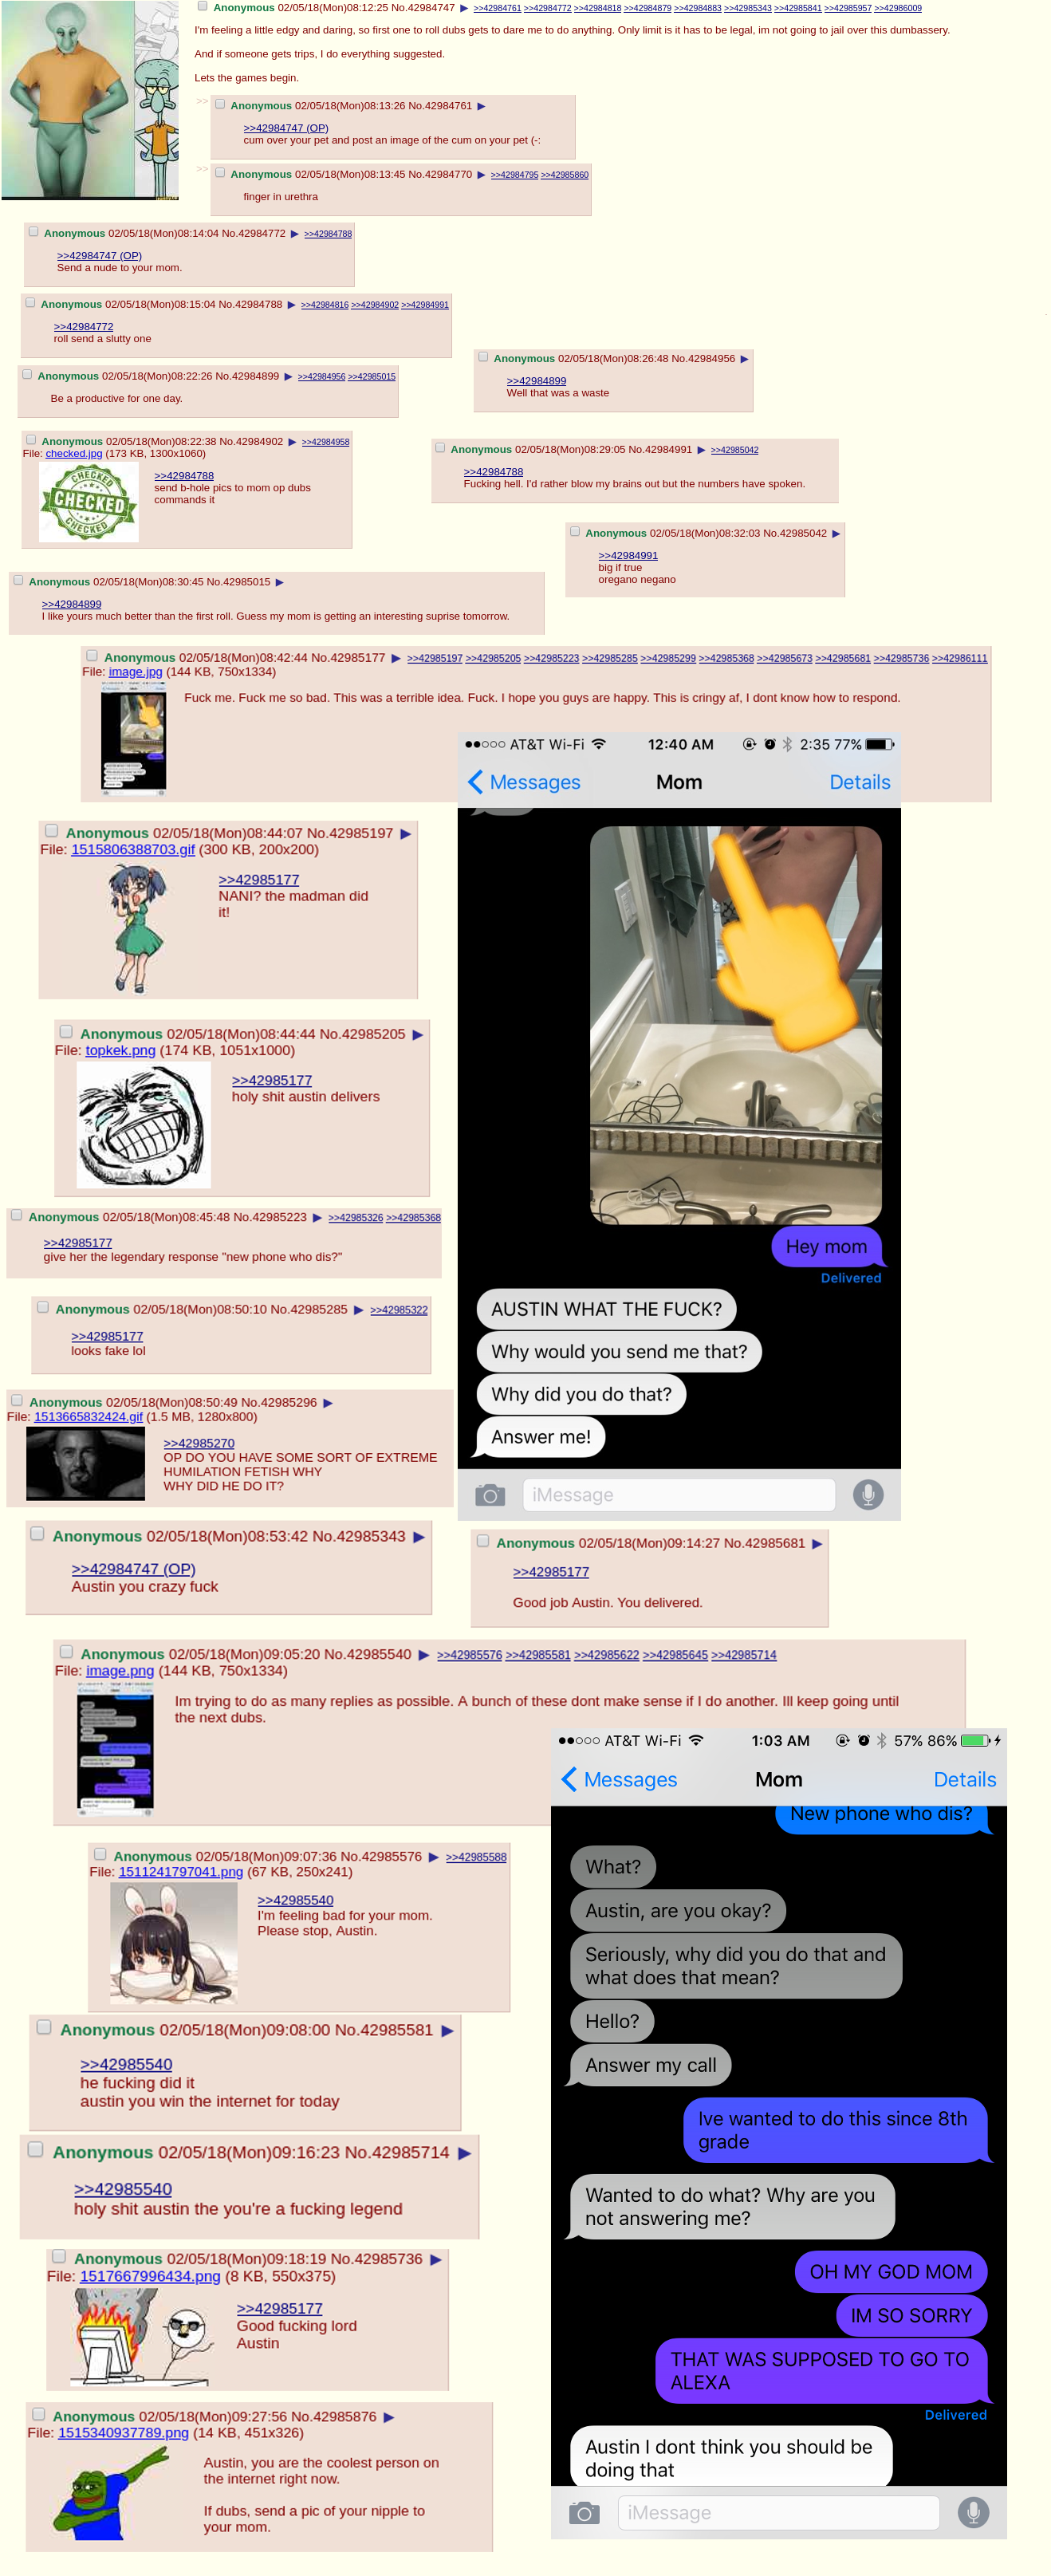 Anonymous 02/05/18(Mon)08:12:25 No.42984747 ▶ >>42984761 >>42984772 >>42984818 >>42984879 >>42984883 >>42985343 >>42985841 >>42985957 >>42986009
I'm feeling a little edgy and daring, so first one to roll dubs gets to dare me to do anything. Only limit is it has to be legal, im not going to jail over this dumbassery.
And if someone gets trips, I do everything suggested.
Lets the games begin.
>> Anonymous 02/05/18(Mon)08:13:26 No.42984761 ▶
>>42984747 (OP)
cum over your pet and post an image of the cum on your pet (-:
>> Anonymous 02/05/18(Mon)08:13:45 No.42984770 ▶ >>42984795 >>42985860
finger in urethra
Anonymous 02/05/18(Mon)08:14:04 No.42984772 ▶ >>42984788
>>42984747 (OP)
Send a nude to your mom.
Anonymous 02/05/18(Mon)08:15:04 No.42984788 ▶ >>42984816 >>42984902 >>42984991
>>42984772
roll send a slutty one
Anonymous 02/05/18(Mon)08:22:26 No.42984899 ▶ >>42984956 >>42985015
Be a productive for one day.
Anonymous 02/05/18(Mon)08:26:48 No.42984956 ▶
>>42984899
Well that was a waste
Anonymous 02/05/18(Mon)08:22:38 No.42984902 ▶ >>42984958
File: checked.jpg (173 KB, 1300x1060)
CHECKED
CHECKED
CHECKED
>>42984788
send b-hole pics to mom op dubs
commands it
Anonymous 02/05/18(Mon)08:29:05 No.42984991 ▶ >>42985042
>>42984788
Fucking hell. I'd rather blow my brains out but the numbers have spoken.
Anonymous 02/05/18(Mon)08:32:03 No.42985042 ▶
>>42984991
big if true
oregano negano
Anonymous 02/05/18(Mon)08:30:45 No.42985015 ▶
>>42984899
I like yours much better than the first roll. Guess my mom is getting an interesting suprise tomorrow.
Anonymous 02/05/18(Mon)08:42:44 No.42985177 ▶ >>42985197 >>42985205 >>42985223 >>42985285 >>42985299 >>42985368 >>42985673 >>42985681 >>42985736 >>42986111
File: image.jpg (144 KB, 750x1334)
Fuck me. Fuck me so bad. This was a terrible idea. Fuck. I hope you guys are happy. This is cringy af, I dont know how to respond.
AT&T Wi-Fi 12:40 AM 2:35 77%
Messages Mom Details
Hey mom
Delivered
AUSTIN WHAT THE FUCK?
Why would you send me that?
Why did you do that?
Answer me!
iMessage
Anonymous 02/05/18(Mon)08:44:07 No.42985197 ▶
File: 1515806388703.gif (300 KB, 200x200)
>>42985177
NANI? the madman did
it!
Anonymous 02/05/18(Mon)08:44:44 No.42985205 ▶
File: topkek.png (174 KB, 1051x1000)
>>42985177
holy shit austin delivers
Anonymous 02/05/18(Mon)08:45:48 No.42985223 ▶ >>42985326 >>42985368
>>42985177
give her the legendary response "new phone who dis?"
Anonymous 02/05/18(Mon)08:50:10 No.42985285 ▶ >>42985322
>>42985177
looks fake lol
Anonymous 02/05/18(Mon)08:50:49 No.42985296 ▶
File: 1513665832424.gif (1.5 MB, 1280x800)
>>42985270
OP DO YOU HAVE SOME SORT OF EXTREME
HUMILATION FETISH WHY
WHY DID HE DO IT?
Anonymous 02/05/18(Mon)08:53:42 No.42985343 ▶
>>42984747 (OP)
Austin you crazy fuck
Anonymous 02/05/18(Mon)09:14:27 No.42985681 ▶
>>42985177
Good job Austin. You delivered.
Anonymous 02/05/18(Mon)09:05:20 No.42985540 ▶ >>42985576 >>42985581 >>42985622 >>42985645 >>42985714
File: image.png (144 KB, 750x1334)
Im trying to do as many replies as possible. A bunch of these dont make sense if I do another. Ill keep going until
the next dubs.
AT&T Wi-Fi 1:03 AM 57% 86%
Messages Mom Details
New phone who dis?
What?
Austin, are you okay?
Seriously, why did you do that and
what does that mean?
Hello?
Answer my call
Ive wanted to do this since 8th
grade
Wanted to do what? Why are you
not answering me?
OH MY GOD MOM
IM SO SORRY
THAT WAS SUPPOSED TO GO TO
ALEXA
Delivered
Austin I dont think you should be
doing that
iMessage
Anonymous 02/05/18(Mon)09:07:36 No.42985576 ▶ >>42985588
File: 1511241797041.png (67 KB, 250x241)
>>42985540
I'm feeling bad for your mom.
Please stop, Austin.
Anonymous 02/05/18(Mon)09:08:00 No.42985581 ▶
>>42985540
he fucking did it
austin you win the internet for today
Anonymous 02/05/18(Mon)09:16:23 No.42985714 ▶
>>42985540
holy shit austin the you're a fucking legend
Anonymous 02/05/18(Mon)09:18:19 No.42985736 ▶
File: 1517667996434.png (8 KB, 550x375)
>>42985177
Good fucking lord
Austin
Anonymous 02/05/18(Mon)09:27:56 No.42985876 ▶
File: 1515340937789.png (14 KB, 451x326)
Austin, you are the coolest person on
the internet right now.
If dubs, send a pic of your nipple to
your mom.